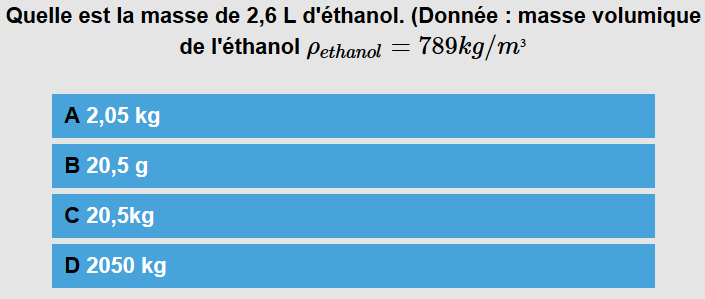 Quelle est la masse de 2,6 L d'éthanol. (Donnée : masse volumique
de l'éthanol ρ_ethanol = 789kg/m³
A 2,05 kg
B 20,5 g
C 20,5kg
D 2050 kg